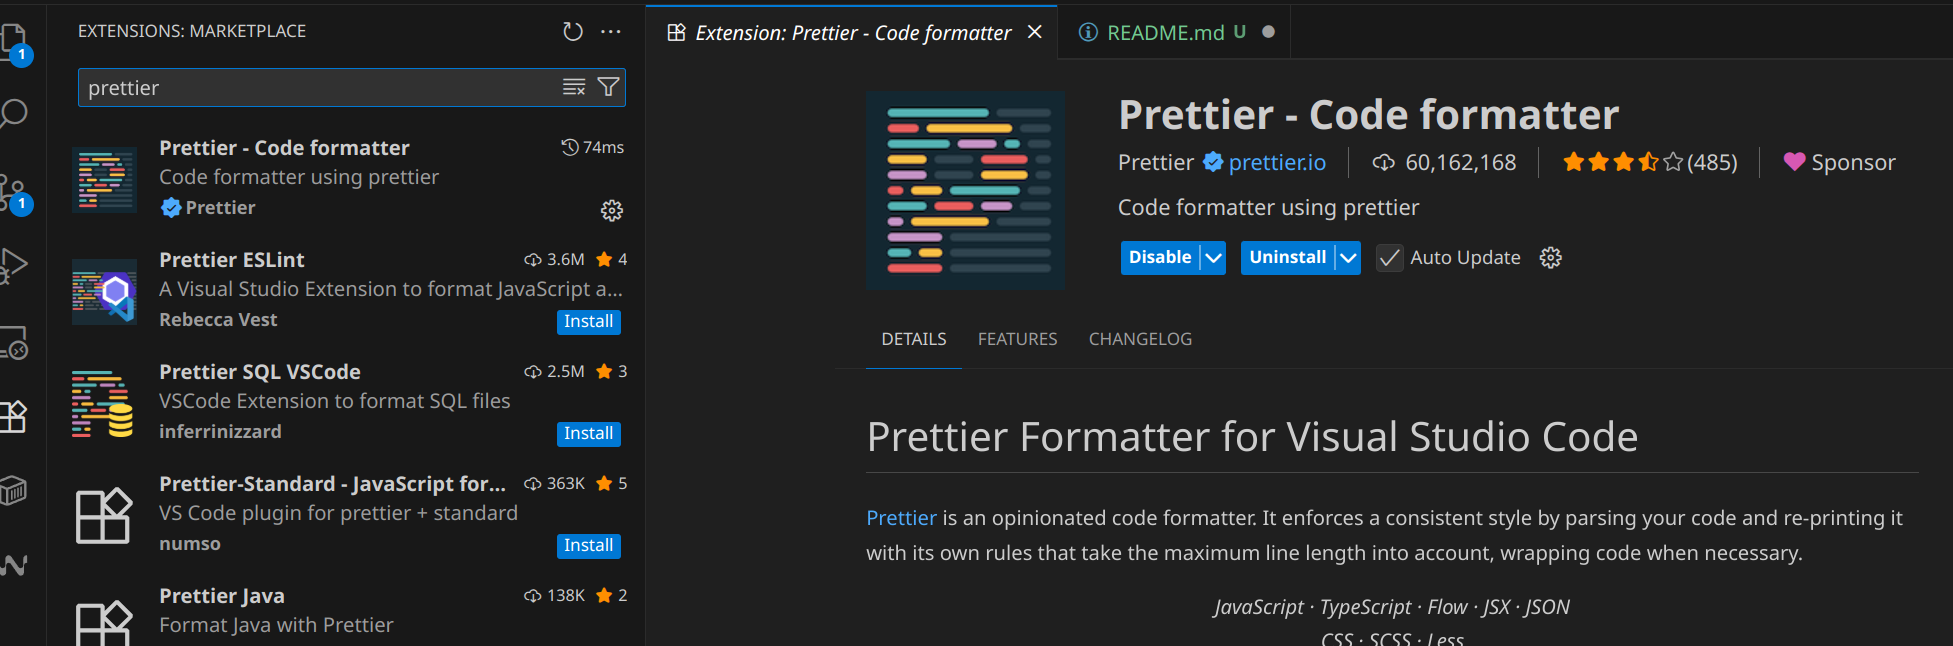 EXTENSIONS: MARKETPLACE
prettier
Prettier - Code formatter 74ms
Code formatter using prettier
Prettier
Prettier ESLint 3.6M 4
A Visual Studio Extension to format JavaScript a...
Rebecca Vest Install
Prettier SQL VSCode 2.5M 3
VSCode Extension to format SQL files
inferrinizzard Install
Prettier-Standard - JavaScript for... 363K 5
VS Code plugin for prettier + standard
numso Install
Prettier Java 138K 2
Format Java with Prettier
1
1
Extension: Prettier - Code formatter
README.md U
Prettier - Code formatter
Prettier prettier.io 60,162,168 (485) Sponsor
Code formatter using prettier
Disable Uninstall Auto Update
DETAILS FEATURES CHANGELOG
Prettier Formatter for Visual Studio Code
Prettier is an opinionated code formatter. It enforces a consistent style by parsing your code and re-printing it
with its own rules that take the maximum line length into account, wrapping code when necessary.
JavaScript · TypeScript · Flow · JSX · JSON
CSS · SCSS · Less